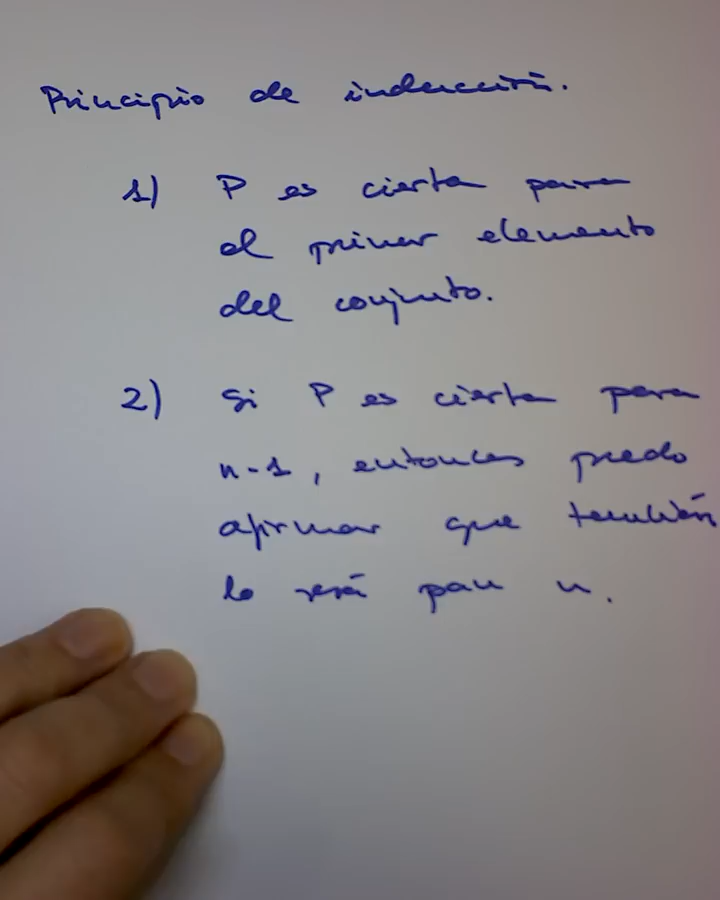 Principio de inducción.
1) P es cierta para
el primer elemento
del conjunto.
2) Si P es cierta para
n-1, entonces puedo
afirmar que también
lo será para n.